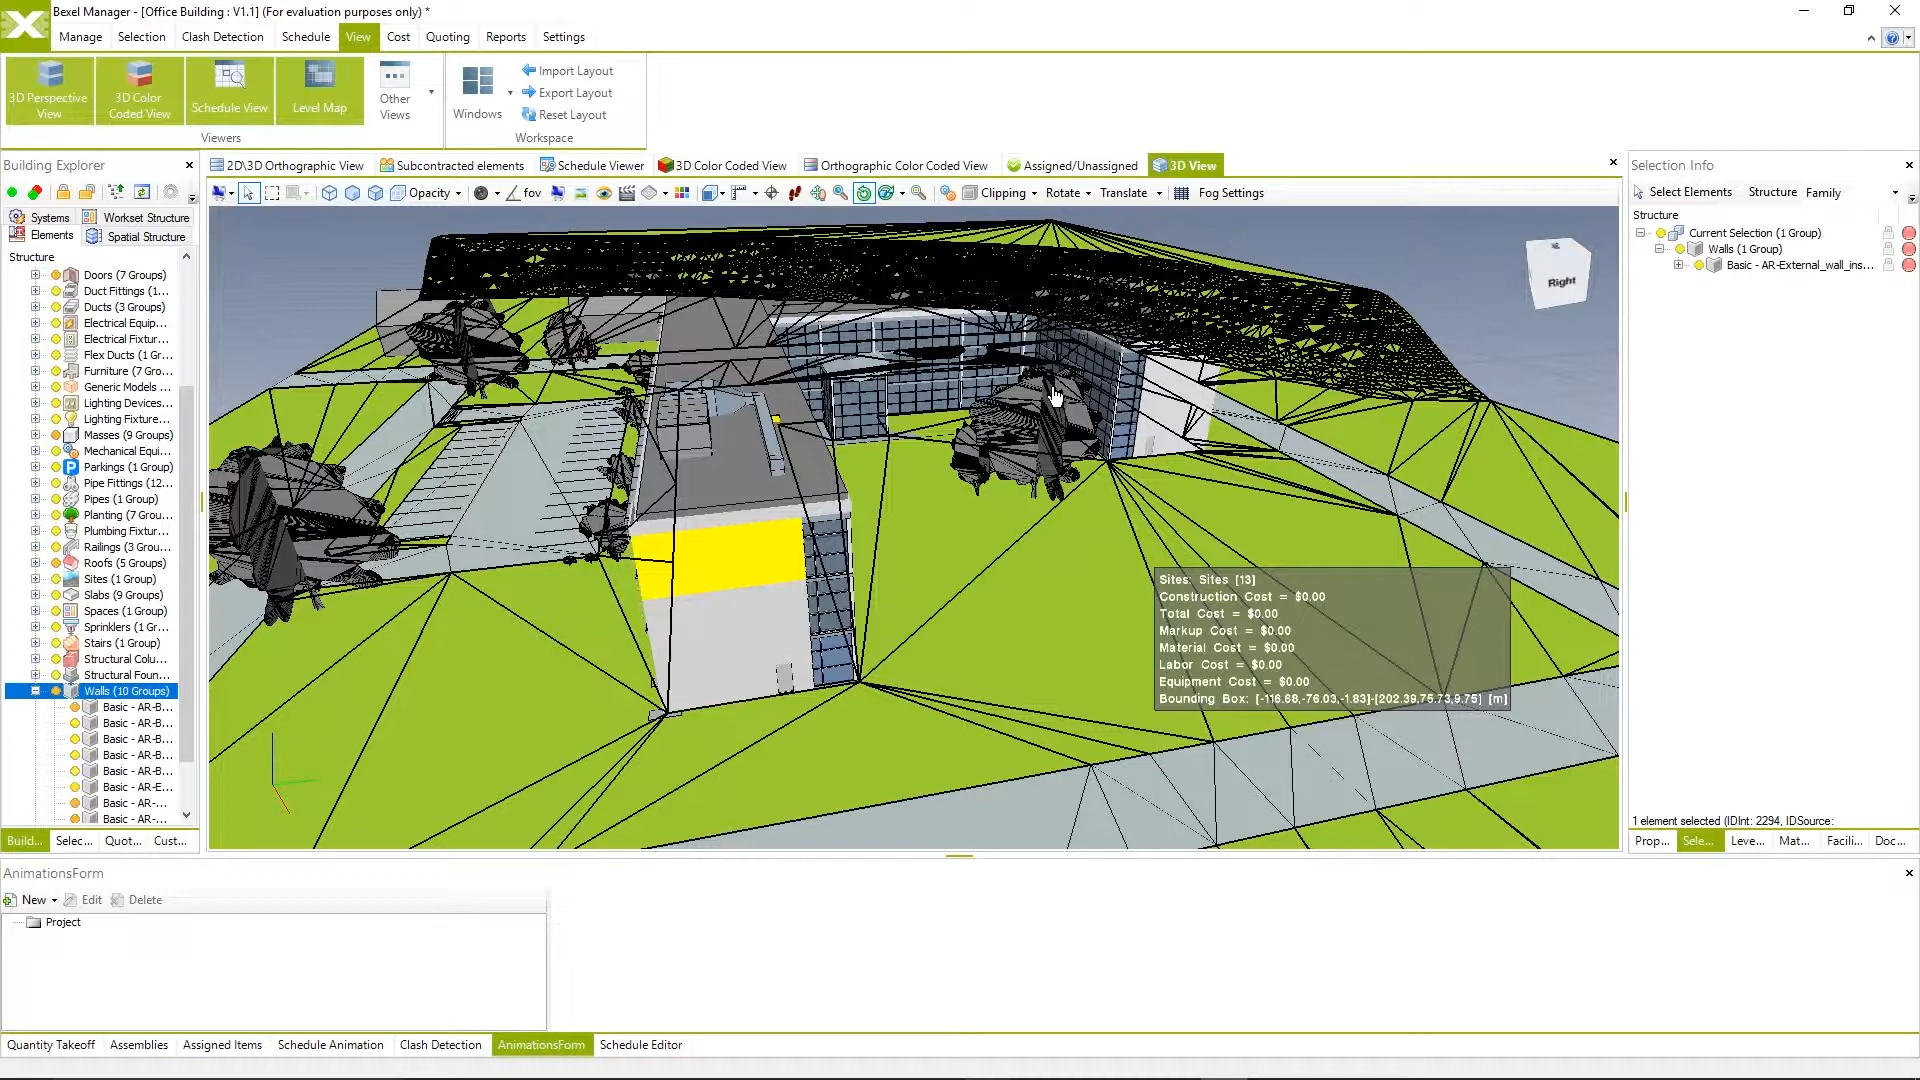 Bexel Manager - [Office Building : V1.1] (For evaluation purposes only) *
Manage Selection Clash Detection Schedule View Cost Quoting Reports Settings
3D Perspective View
3D Color Coded View
Schedule View
Level Map
Other Views
Windows
Import Layout
Export Layout
Reset Layout
Viewers
Workspace
Building Explorer
2D\3D Orthographic View Subcontracted elements Schedule Viewer 3D Color Coded View Orthographic Color Coded View Assigned/Unassigned 3D View
Opacity fov Clipping Rotate Translate Fog Settings
Systems Workset Structure
Elements Spatial Structure
Structure
Doors (7 Groups)
Duct Fittings (1...
Ducts (3 Groups)
Electrical Equip...
Electrical Fixtur...
Flex Ducts (1 Gr...
Furniture (7 Gro...
Generic Models ...
Lighting Devices...
Lighting Fixture...
Masses (9 Groups)
Mechanical Equi...
Parkings (1 Group)
Pipe Fittings (12...
Pipes (1 Group)
Planting (7 Grou...
Plumbing Fixtur...
Railings (3 Grou...
Roofs (5 Groups)
Sites (1 Group)
Slabs (9 Groups)
Spaces (1 Group)
Sprinklers (1 Gr...
Stairs (1 Group)
Structural Colu...
Structural Foun...
Walls (10 Groups)
Basic - AR-B...
Basic - AR-B...
Basic - AR-B...
Basic - AR-B...
Basic - AR-B...
Basic - AR-E...
Basic - AR-...
Basic - AR-...
Build... Selec... Quot... Cust...
Right
Sites: Sites [13]
Construction Cost = $0.00
Total Cost = $0.00
Markup Cost = $0.00
Material Cost = $0.00
Labor Cost = $0.00
Equipment Cost = $0.00
Bounding Box: [-116.68,-76.03,-1.83]-[202.39,75.73,9.75] [m]
Selection Info
Select Elements Structure Family
Structure
Current Selection (1 Group)
Walls (1 Group)
Basic - AR-External_wall_ins...
1 element selected (IDInt: 2294, IDSource:
Prop... Sele... Leve... Mat... Facili... Doc...
AnimationsForm
New Edit Delete
Project
Quantity Takeoff Assemblies Assigned Items Schedule Animation Clash Detection AnimationsForm Schedule Editor